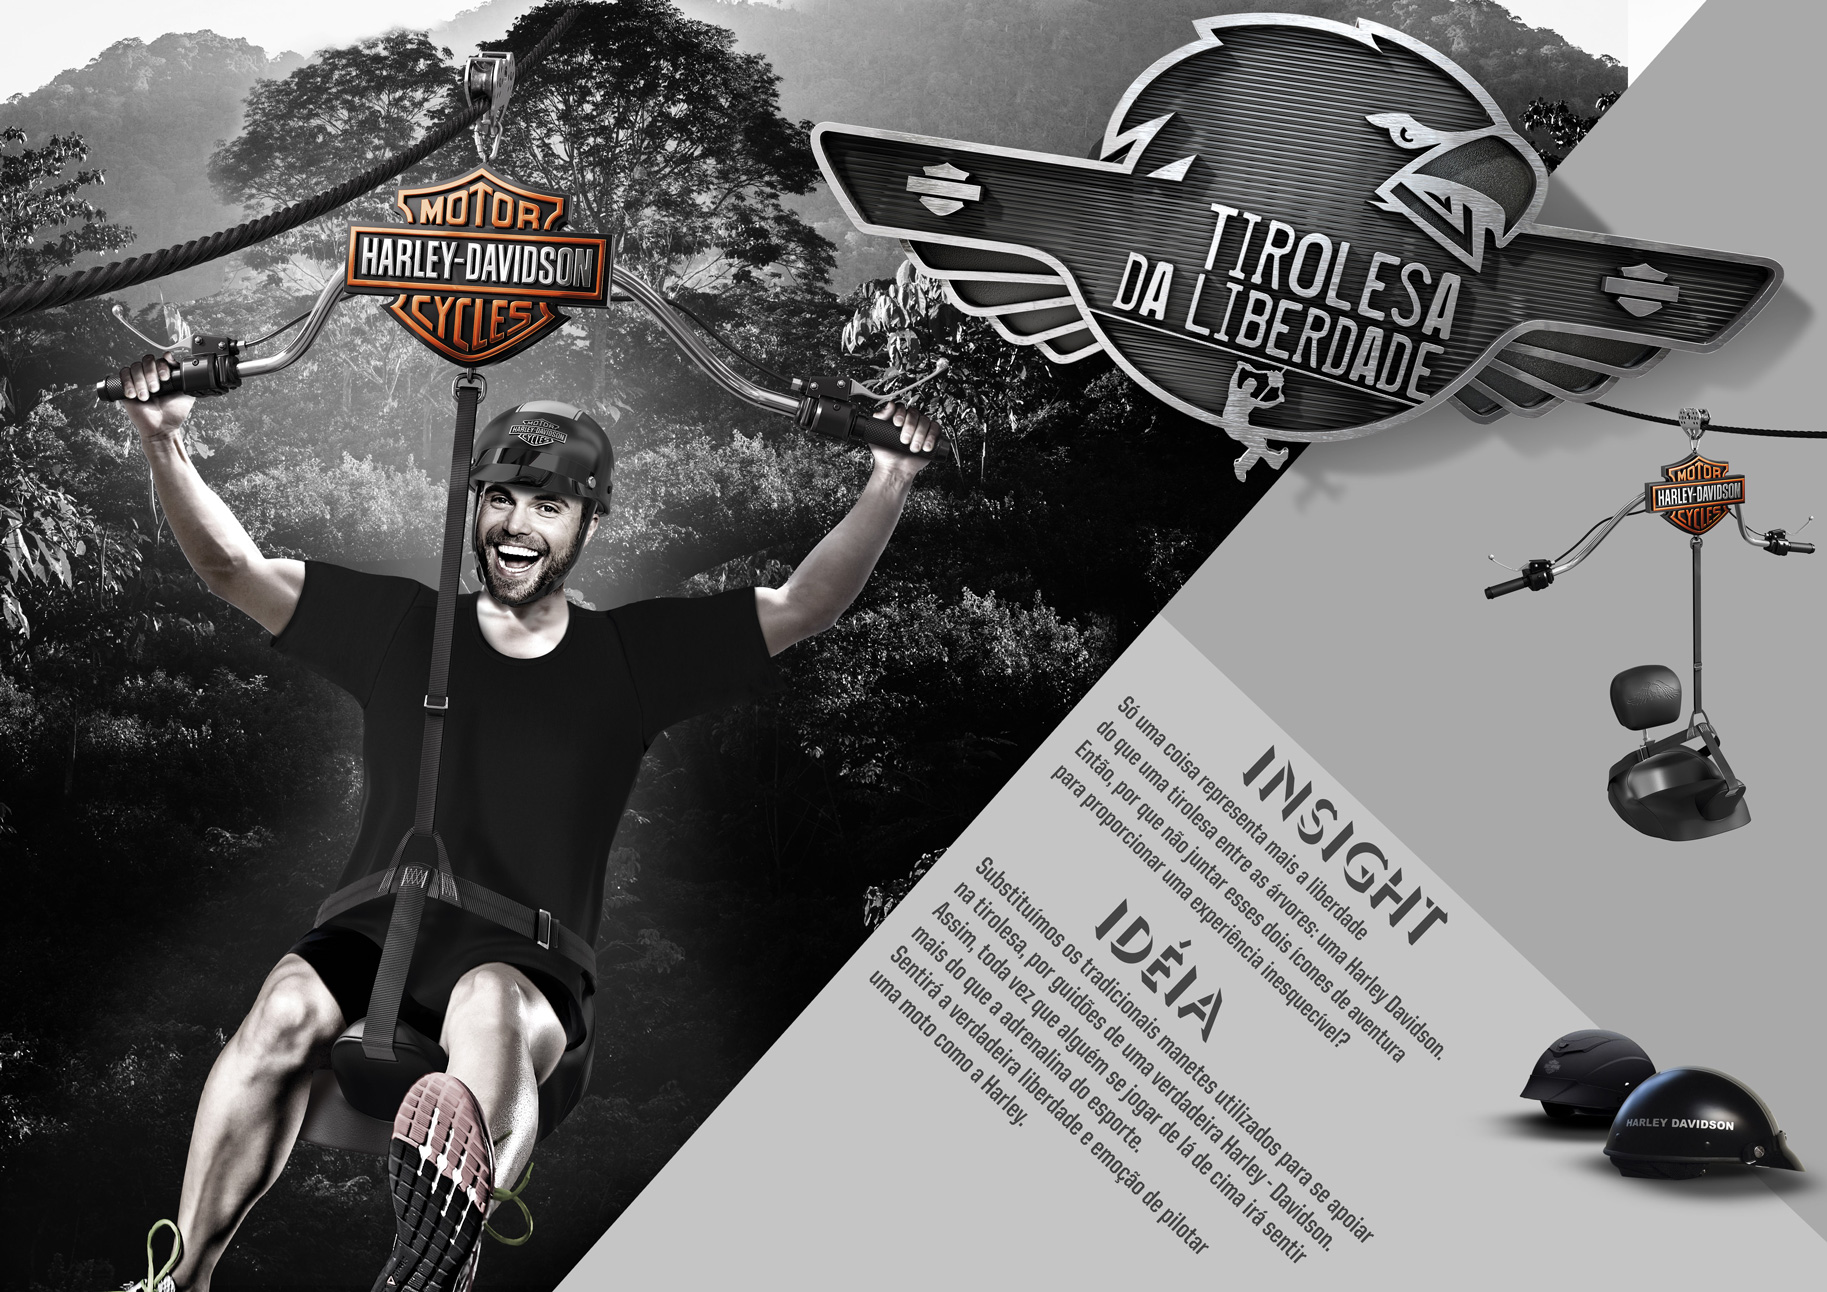 MOTOR
HARLEY-DAVIDSON
CYCLES
MOTOR
HARLEY-DAVIDSON
CYCLES
TIROLESA
DA LIBERDADE
MOTOR
HARLEY-DAVIDSON
CYCLES
INSIGHT
Só uma coisa representa mais a liberdade
do que uma tirolesa entre as árvores: uma Harley Davidson.
Então, por que não juntar esses dois ícones de aventura
para proporcionar uma experiência inesquecível?
IDÉIA
Substituímos os tradicionais manetes utilizados para se apoiar
na tirolesa, por guidões de uma verdadeira Harley - Davidson.
Assim, toda vez que alguém se jogar de lá de cima irá sentir
mais do que a adrenalina do esporte.
Sentirá a verdadeira liberdade e emoção de pilotar
uma moto como a Harley.
HARLEY DAVIDSON